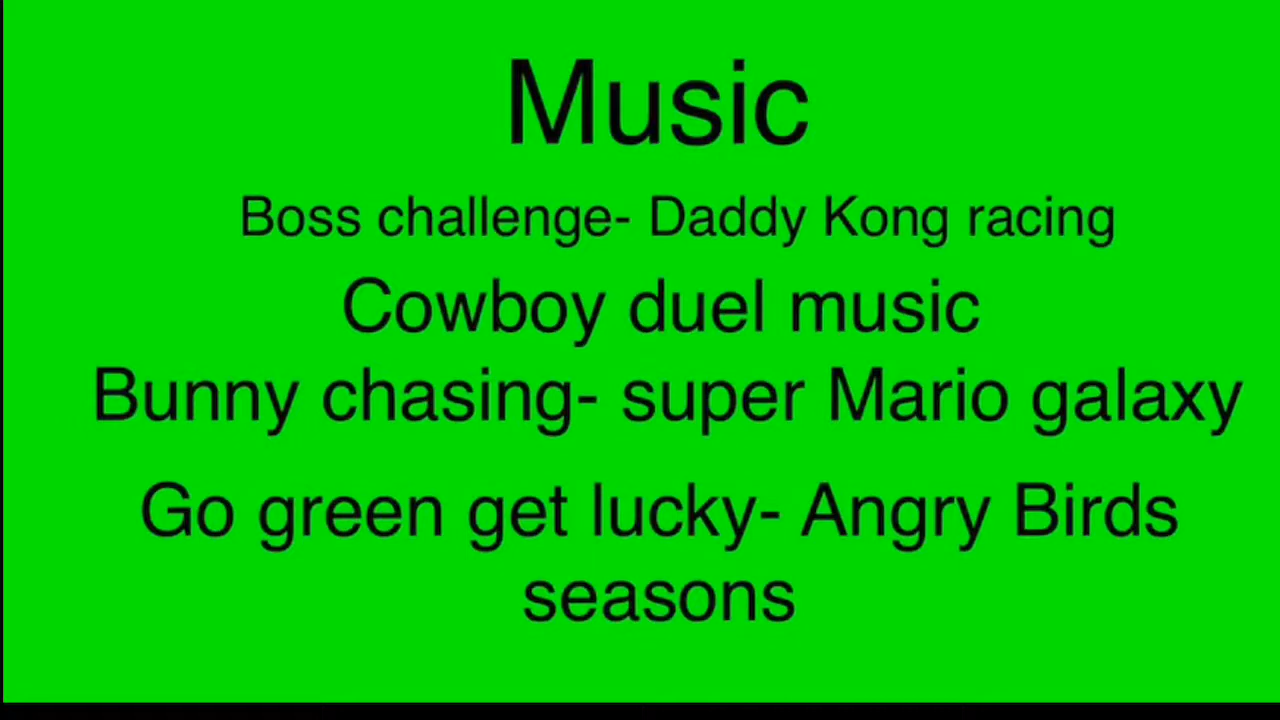 Music
Boss challenge- Daddy Kong racing
Cowboy duel music
Bunny chasing- super Mario galaxy
Go green get lucky- Angry Birds
seasons